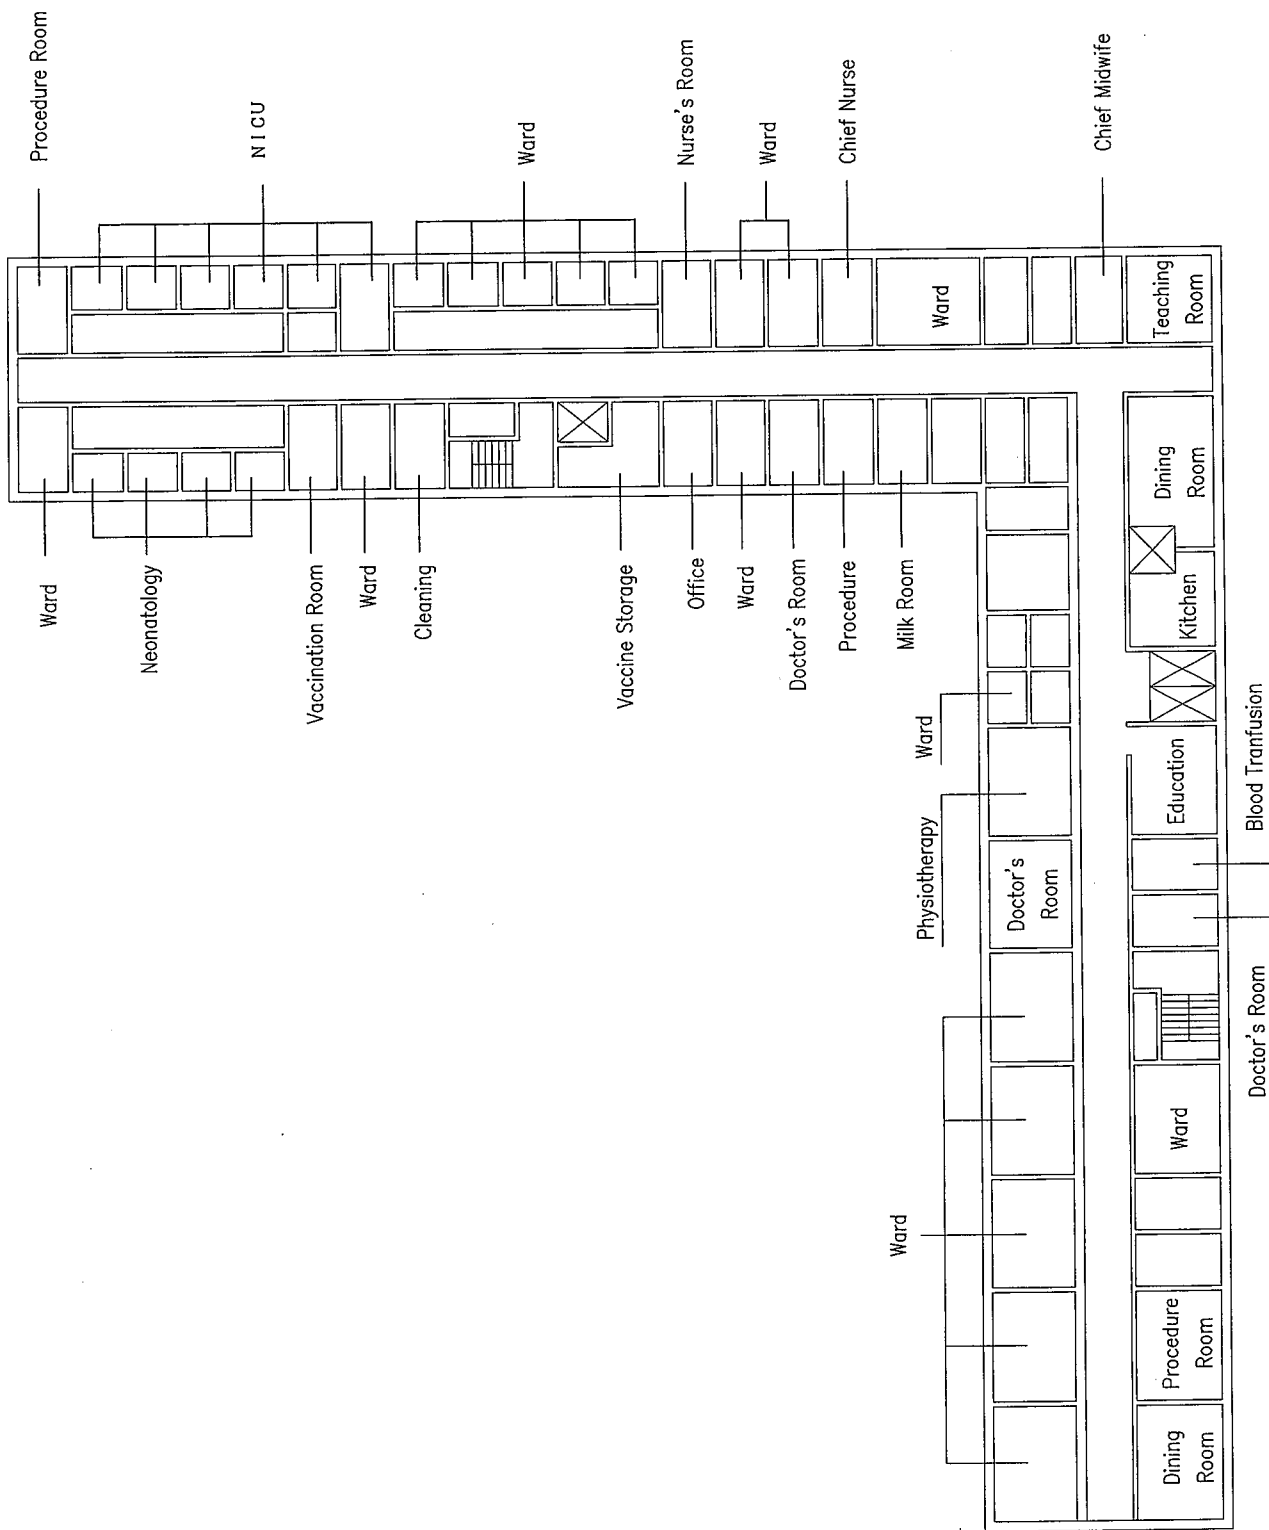 Procedure Room
NICU
Ward
Nurse's Room
Ward
Chief Nurse
Ward
Chief Midwife
Teaching
Room
Ward
Neonatology
Vaccination Room
Ward
Cleaning
Vaccine Storage
Office
Ward
Doctor's Room
Procedure
Milk Room
Dining
Room
Kitchen
Ward
Physiotherapy
Education
Blood Tranfusion
Doctor's
Room
Doctor's Room
Ward
Ward
Procedure
Room
Dining
Room